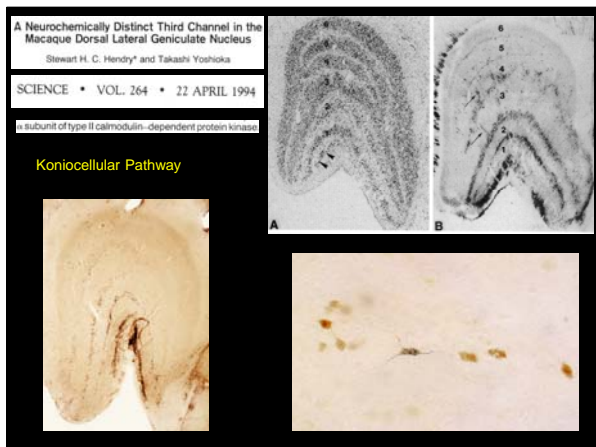 A Neurochemically Distinct Third Channel in the
Macaque Dorsal Lateral Geniculate Nucleus
Stewart H. C. Hendry* and Takashi Yoshioka
SCIENCE • VOL. 264 • 22 APRIL 1994
α subunit of type II calmodulin–dependent protein kinase
Koniocellular Pathway
6
5
4
3
2
1
A
6
5
4
3
2
1
B